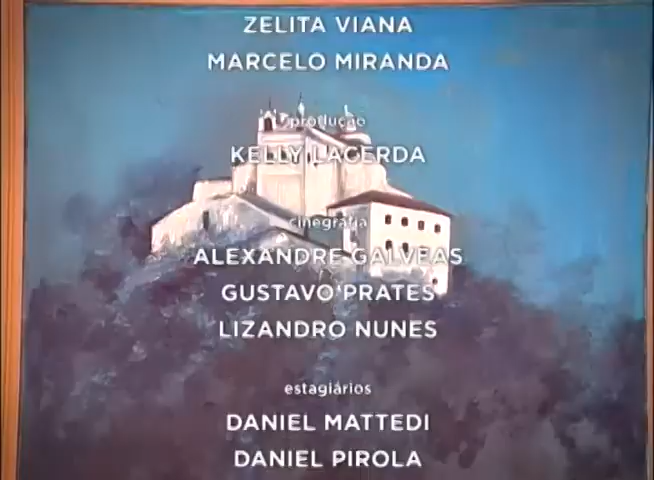 ZELITA VIANA
MARCELO MIRANDA
produção
KELLY LACERDA
cinegrafia
ALEXANDRE GALVEAS
GUSTAVO PRATES
LIZANDRO NUNES
estagiários
DANIEL MATTEDI
DANIEL PIROLA